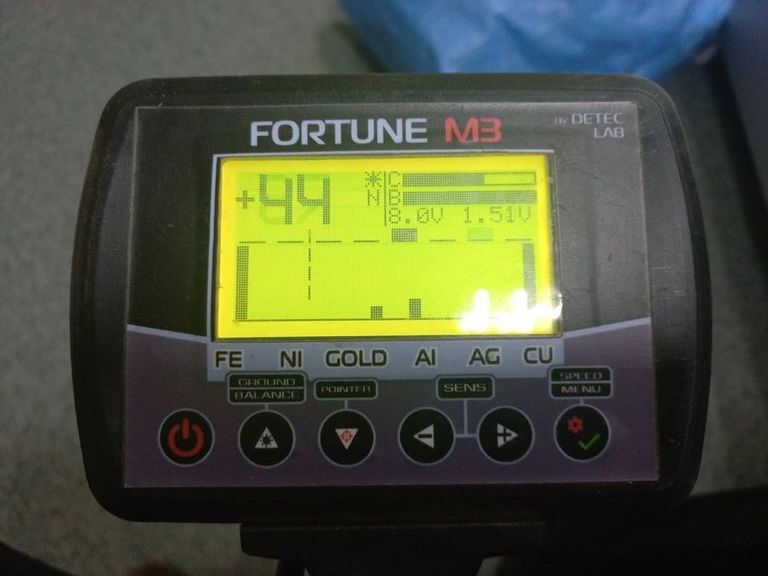 FORTUNE M3
BY DETEC
LAB
+44
C
N B
8.0V 1.51V
FE NI GOLD AI AG CU
GROUND
BALANCE
POINTER
SENS
SPEED
MENU